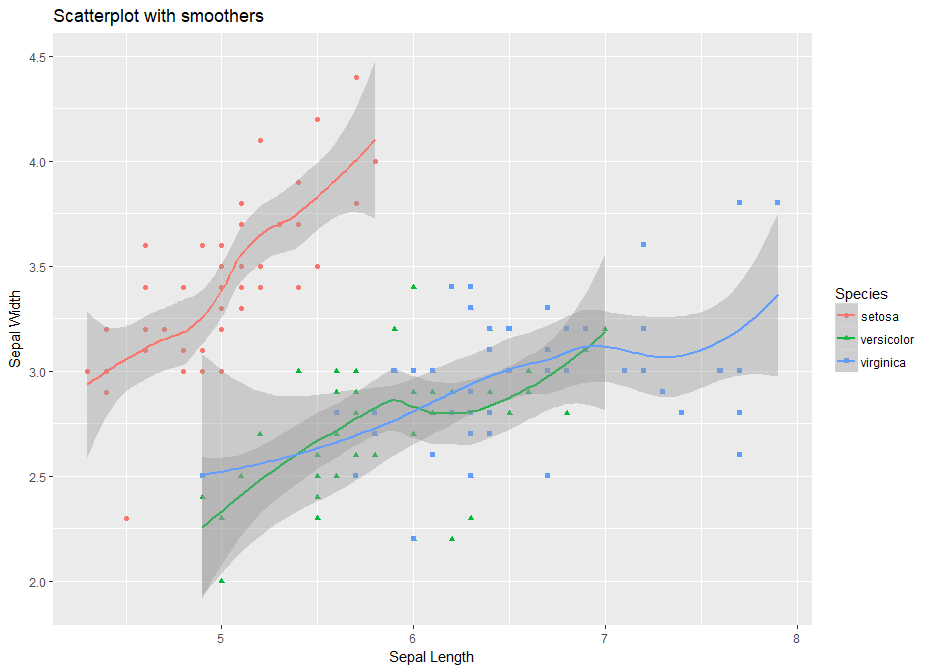 Scatterplot with smoothers
4.5
4.0
3.5
3.0
2.5
2.0
Sepal Width
5
6
7
8
Sepal Length
Species
setosa
versicolor
virginica